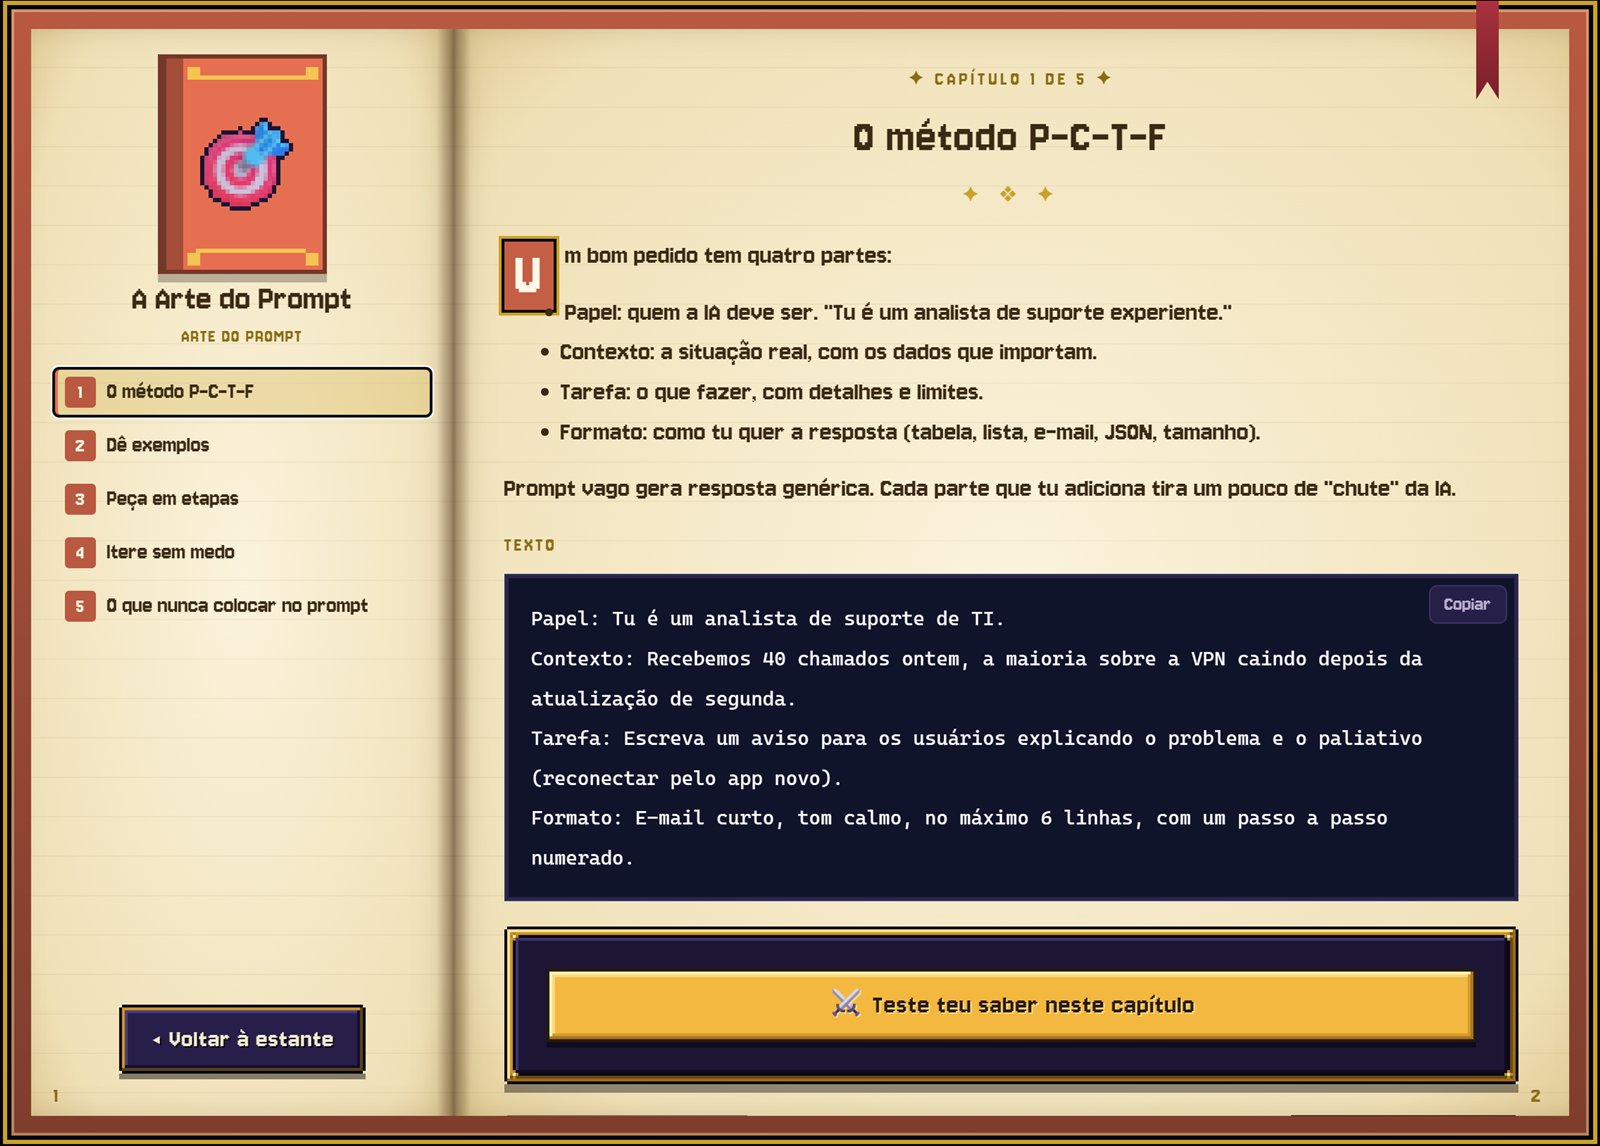 A Arte do Prompt
ARTE DO PROMPT
1 O método P-C-T-F
2 Dê exemplos
3 Peça em etapas
4 Itere sem medo
5 O que nunca colocar no prompt
◂ Voltar à estante
1
✦ CAPÍTULO 1 DE 5 ✦
O método P-C-T-F
Um bom pedido tem quatro partes:
• Papel: quem a IA deve ser. "Tu é um analista de suporte experiente."
• Contexto: a situação real, com os dados que importam.
• Tarefa: o que fazer, com detalhes e limites.
• Formato: como tu quer a resposta (tabela, lista, e-mail, JSON, tamanho).
Prompt vago gera resposta genérica. Cada parte que tu adiciona tira um pouco de "chute" da IA.
TEXTO
Copiar
Papel: Tu é um analista de suporte de TI.
Contexto: Recebemos 40 chamados ontem, a maioria sobre a VPN caindo depois da
atualização de segunda.
Tarefa: Escreva um aviso para os usuários explicando o problema e o paliativo
(reconectar pelo app novo).
Formato: E-mail curto, tom calmo, no máximo 6 linhas, com um passo a passo
numerado.
⚔ Teste teu saber neste capítulo
2